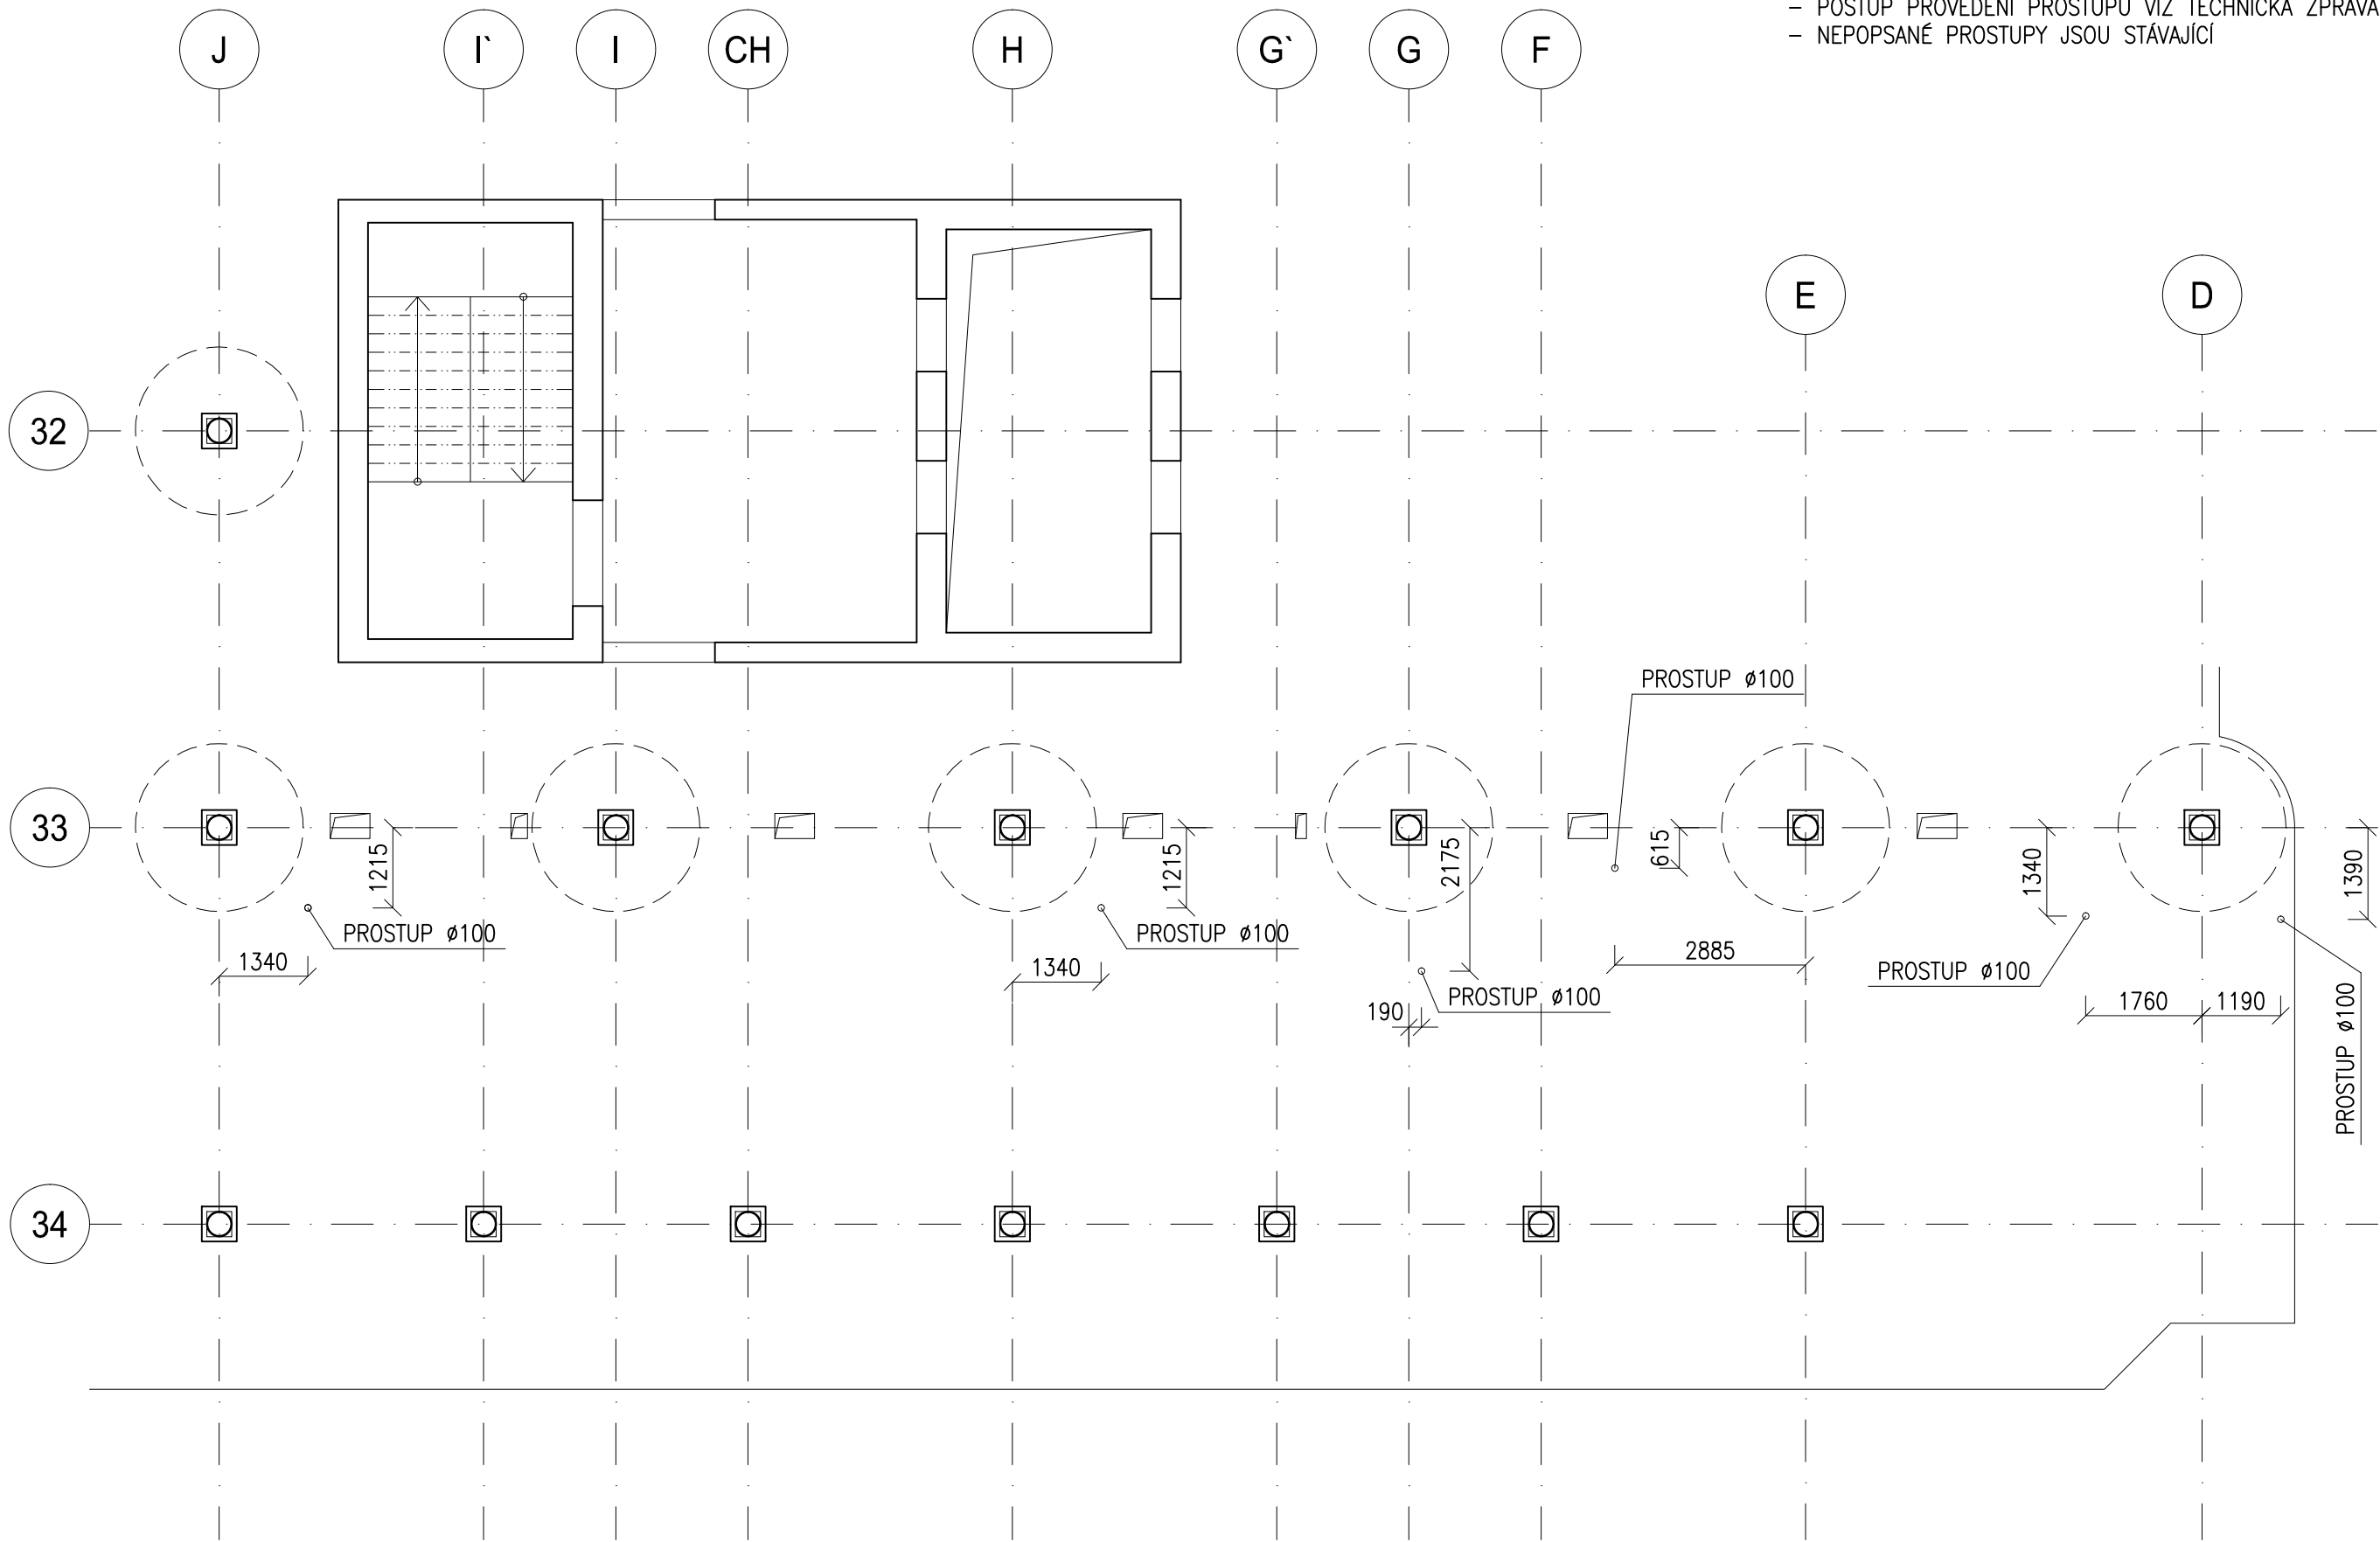 – POSTUP PROVEDENÍ PROSTUPŮ VIZ TECHNICKÁ ZPRÁVA
– NEPOPSANÉ PROSTUPY JSOU STÁVAJÍCÍ
J
I`
I
CH
H
G`
G
F
E
D
32
PROSTUP ø100
33
1215
1215
2175
615
1340
1390
PROSTUP ø100
PROSTUP ø100
1340
1340
2885
PROSTUP ø100
PROSTUP ø100
190
1760
1190
PROSTUP ø100
34